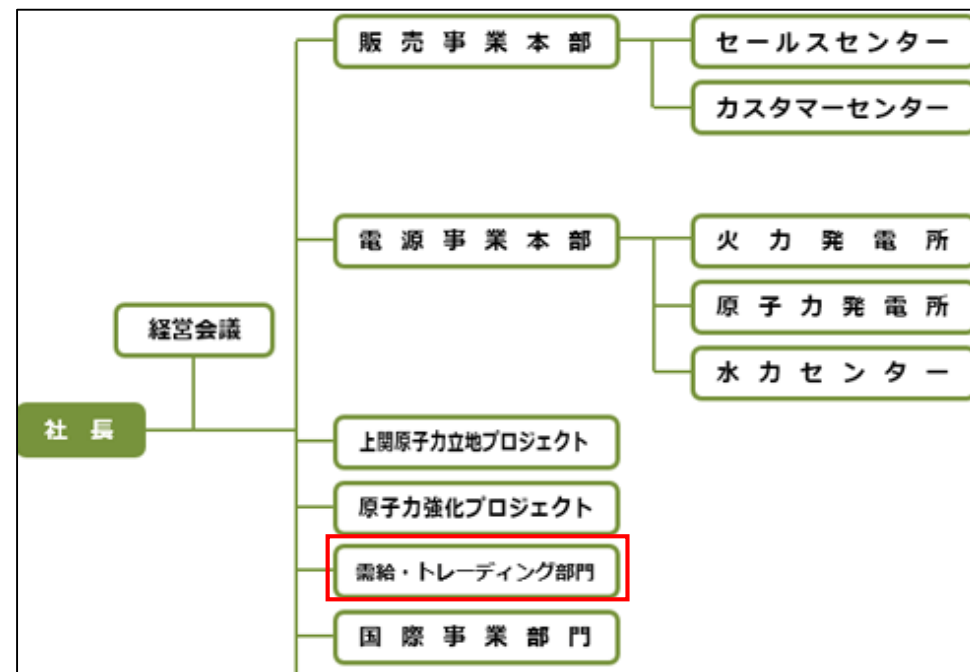 販売事業本部
セールスセンター
カスタマーセンター
電源事業本部
火力発電所
原子力発電所
水力センター
経営会議
社長
上関原子力立地プロジェクト
原子力強化プロジェクト
需給・トレーディング部門
国際事業部門